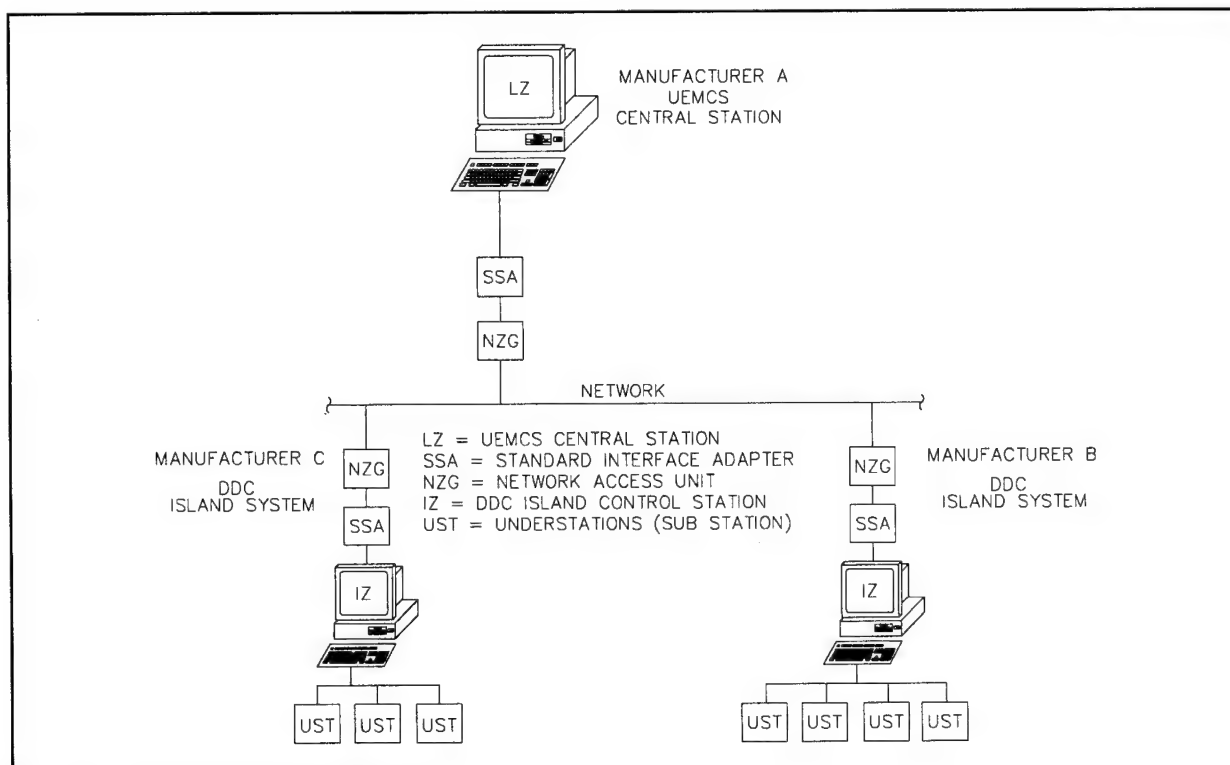 LZ
MANUFACTURER A
UEMCS
CENTRAL STATION
SSA
NZG
NETWORK
MANUFACTURER C
DDC
ISLAND SYSTEM
NZG
SSA
IZ
LZ = UEMCS CENTRAL STATION
SSA = STANDARD INTERFACE ADAPTER
NZG = NETWORK ACCESS UNIT
IZ = DDC ISLAND CONTROL STATION
UST = UNDERSTATIONS (SUB STATION)
NZG
SSA
IZ
MANUFACTURER B
DDC
ISLAND SYSTEM
UST UST UST
UST UST UST UST